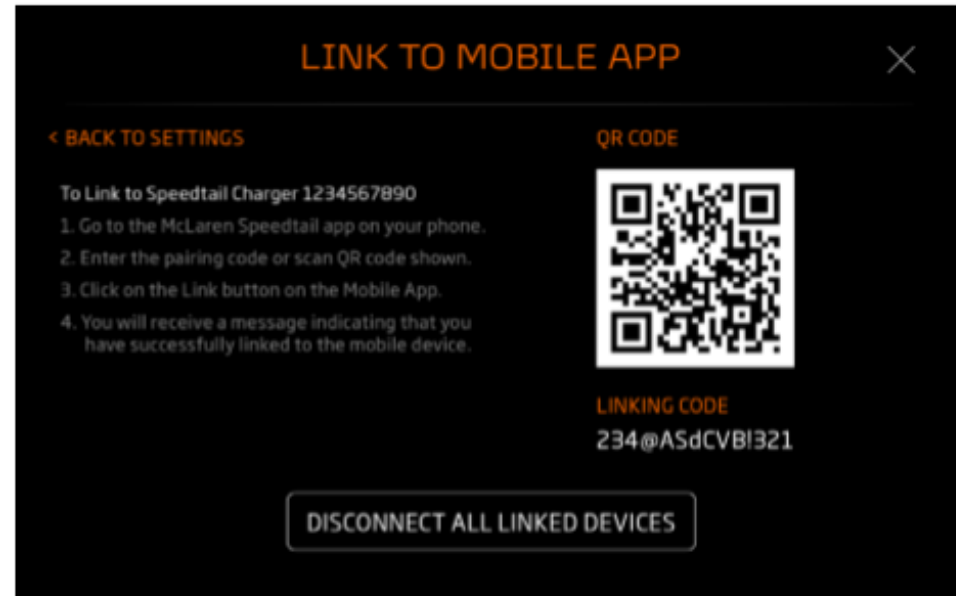 LINK TO MOBILE APP
< BACK TO SETTINGS
To Link to Speedtail Charger 1234567890
1. Go to the McLaren Speedtail app on your phone.
2. Enter the pairing code or scan QR code shown.
3. Click on the Link button on the Mobile App.
4. You will receive a message indicating that you
have successfully linked to the mobile device.
QR CODE
LINKING CODE
234@ASdCVB!321
DISCONNECT ALL LINKED DEVICES